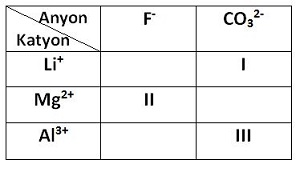 Anyon F⁻ CO₃²⁻
Katyon
Li⁺ I
Mg²⁺ II
Al³⁺ III